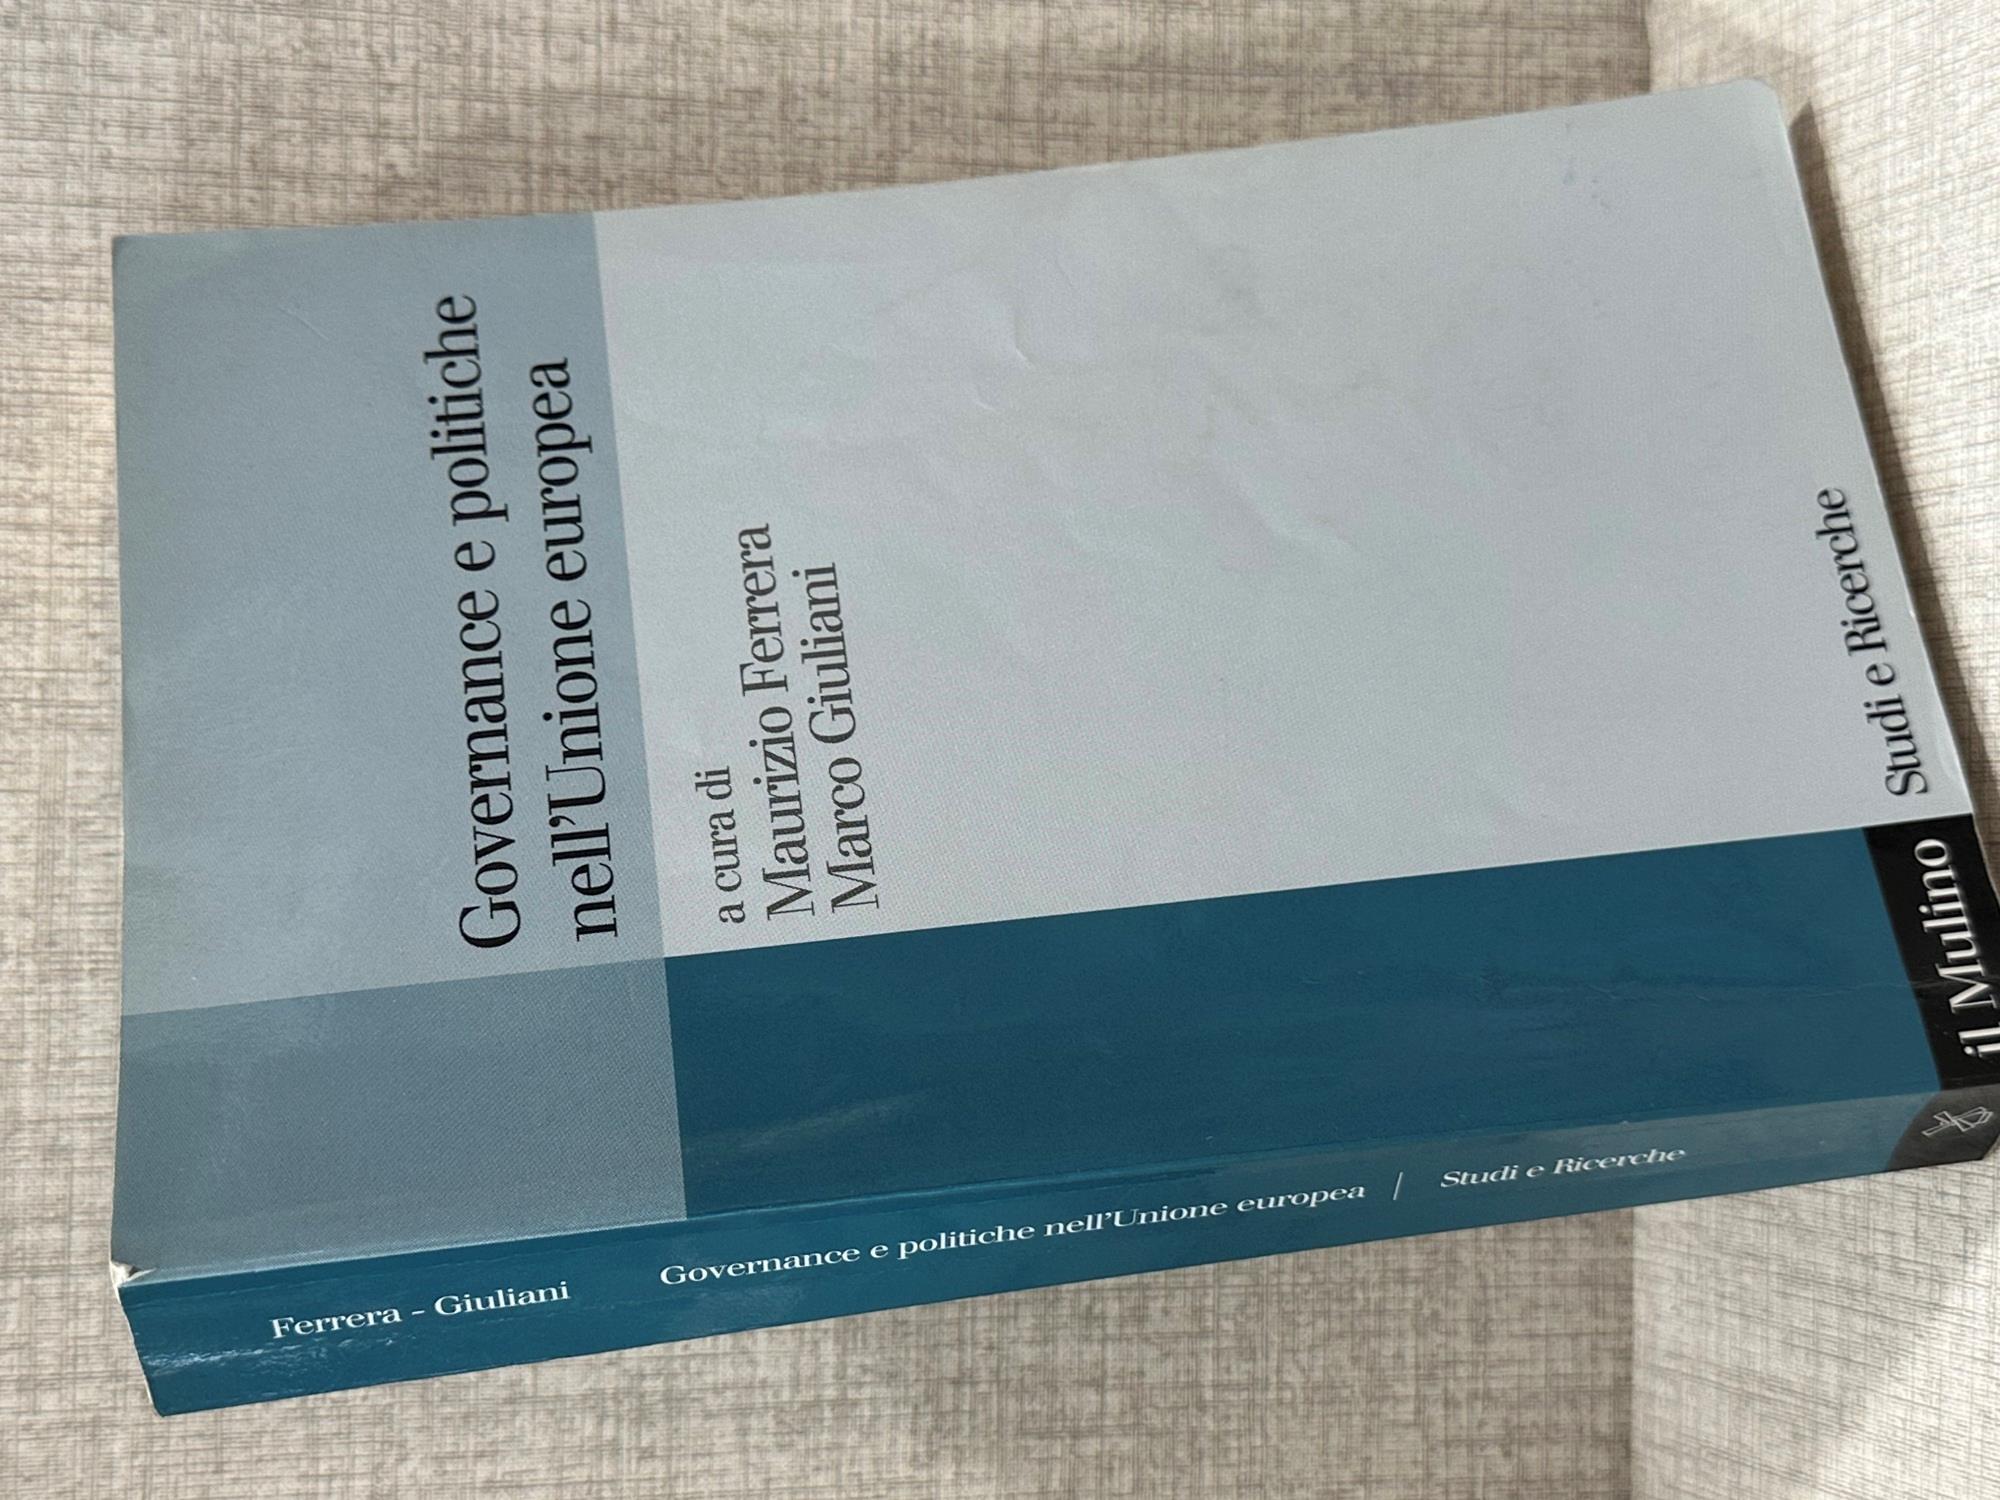 Governance e politiche
nell'Unione europea
a cura di
Maurizio Ferrera
Marco Giuliani
Studi e Ricerche
il Mulino
Ferrera - Giuliani Governance e politiche nell'Unione europea / Studi e Ricerche